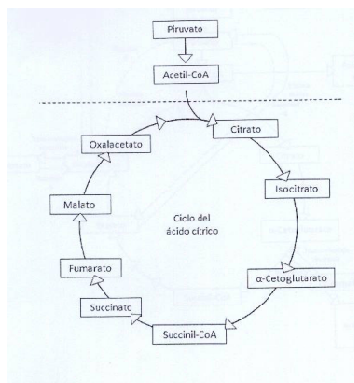 Piruvato
Acetil-CoA
Oxalacetato
Citrato
Malato
Isocitrato
Ciclo del
ácido cítrico
Fumarato
α-Cetoglutarato
Succinato
Succinil-CoA